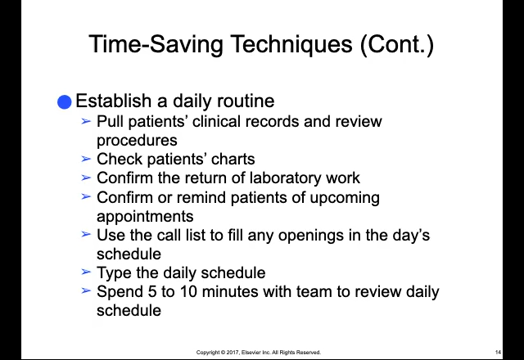 Time-Saving Techniques (Cont.)
Establish a daily routine
Pull patients' clinical records and review
procedures
Check patients' charts
Confirm the return of laboratory work
Confirm or remind patients of upcoming
appointments
Use the call list to fill any openings in the day's
schedule
Type the daily schedule
Spend 5 to 10 minutes with team to review daily
schedule
Copyright © 2017, Elsevier Inc. All Rights Reserved.
14